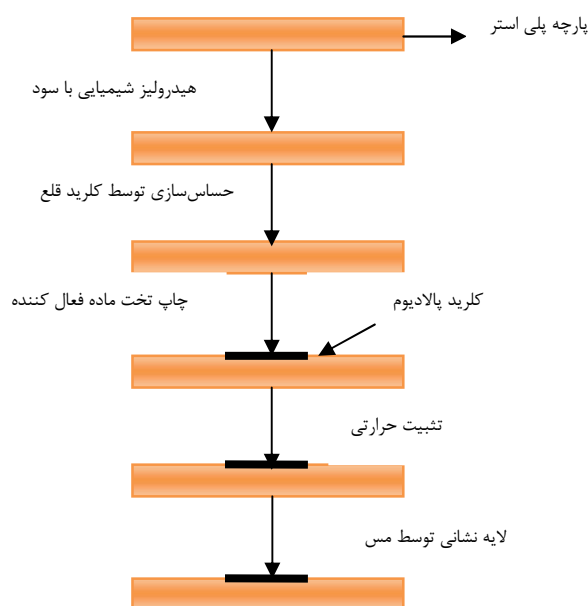 پارچه پلی استر
هیدرولیز شیمیایی با سود
حساس‌سازی توسط کلرید قلع
چاپ تخت ماده فعال کننده
کلرید پالادیوم
تثبیت حرارتی
لایه نشانی توسط مس